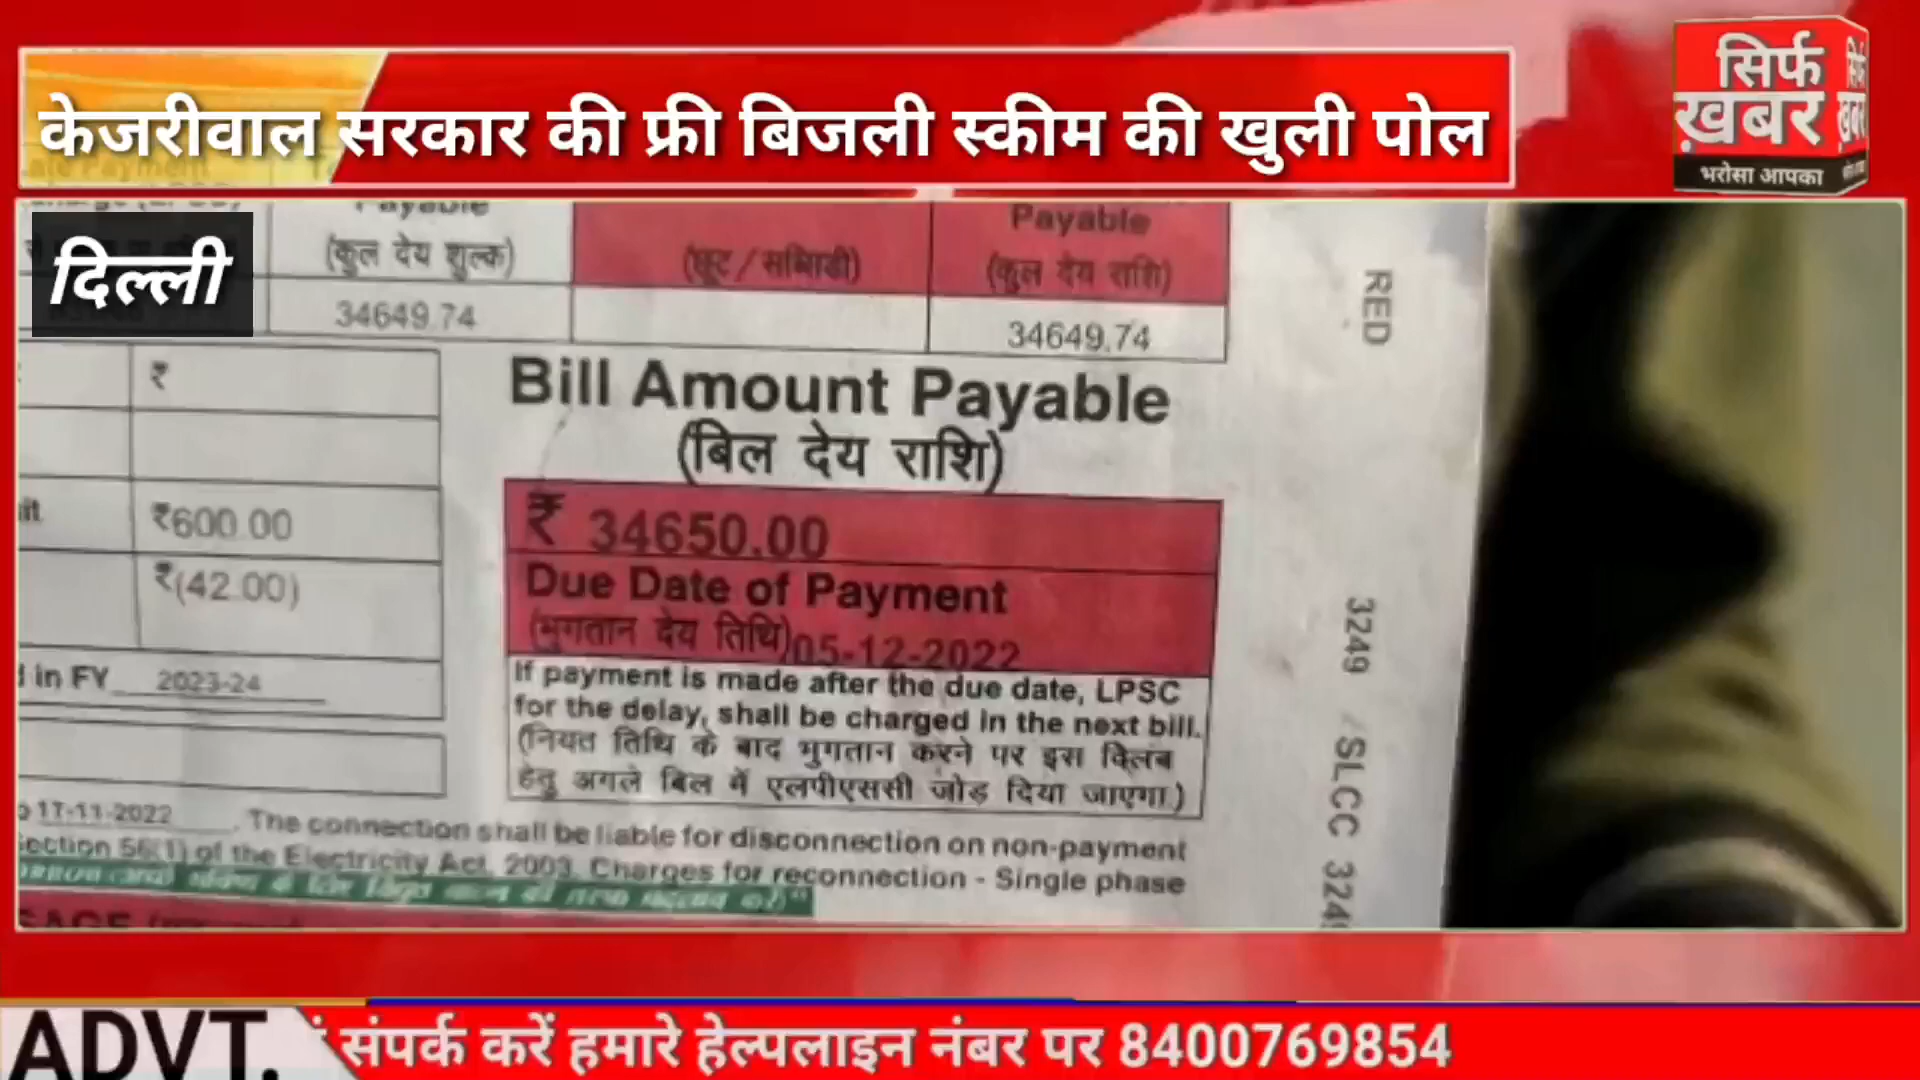 केजरीवाल सरकार की फ्री बिजली स्कीम की खुली पोल
सिर्फ
ख़बर
भरोसा आपका
दिल्ली
Payable
(कुल देय शुल्क)
34649.74
(छूट/सब्सिडी)
Payable
(कुल देय राशि)
34649.74
RED
Bill Amount Payable
(बिल देय राशि)
₹
₹600.00
₹(42.00)
₹ 34650.00
Due Date of Payment
(भुगतान देय तिथि) 05-12-2022
in FY 2023-24
If payment is made after the due date, LPSC
for the delay, shall be charged in the next bill.
(नियत तिथि के बाद भुगतान करने पर इस विलंब
हेतु अगले बिल में एलपीएससी जोड़ दिया जाएगा)
17-11-2022 . The connection shall be liable for disconnection on non-payment
Section 56(1) of the Electricity Act, 2003. Charges for reconnection - Single phase
3249 / SLCC 324
ADVT.
संपर्क करें हमारे हेल्पलाइन नंबर पर 8400769854